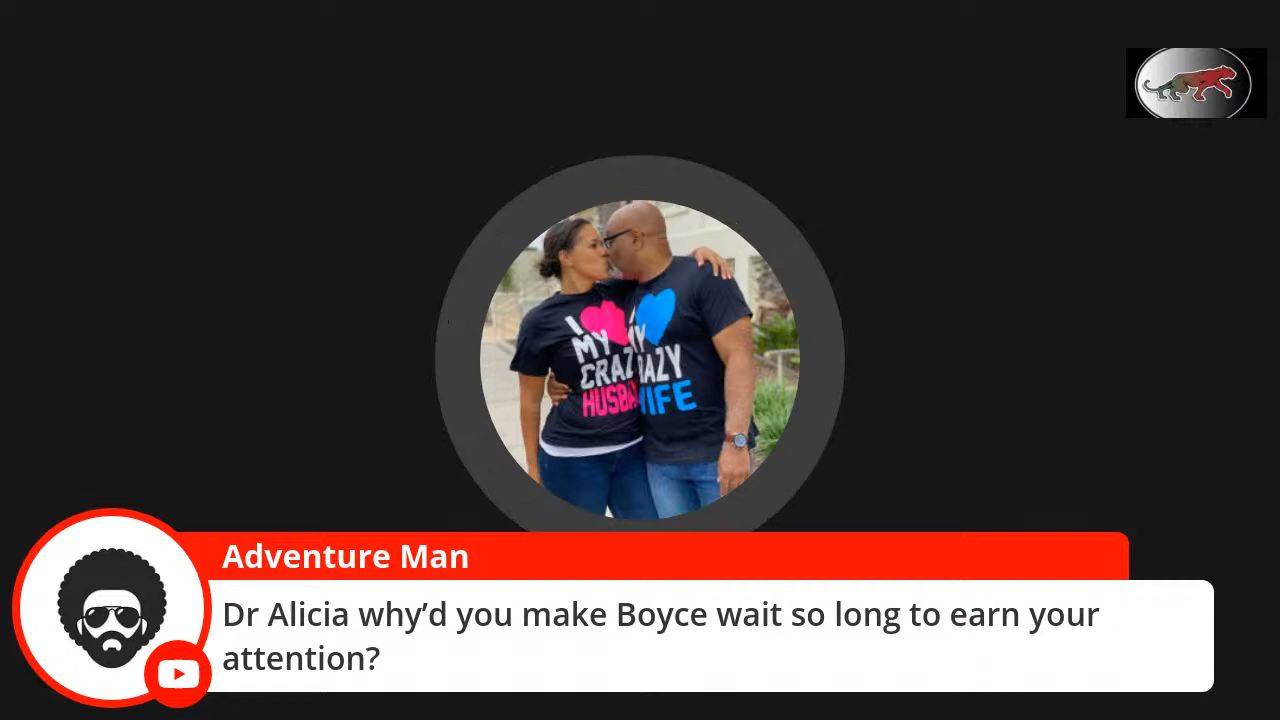 I
MY MY
CRAZ RAZY
HUSBA WIFE
Adventure Man
Dr Alicia why’d you make Boyce wait so long to earn your
attention?